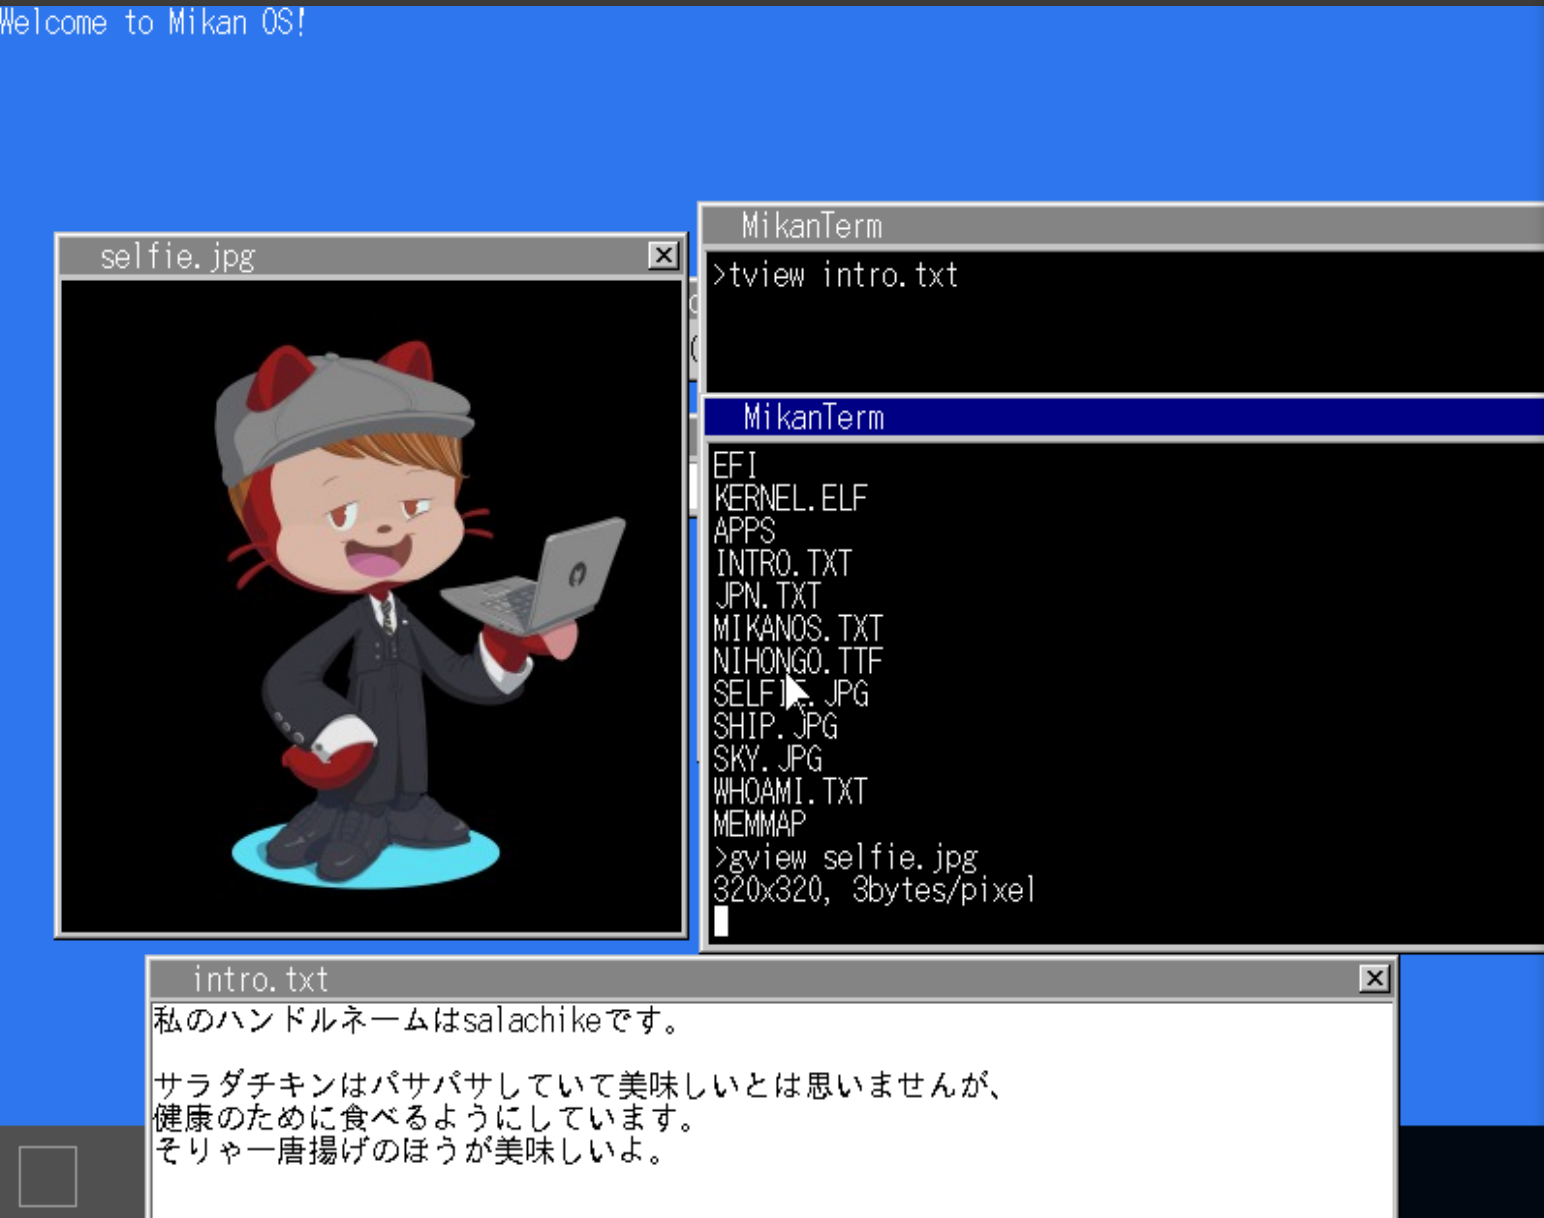 Welcome to Mikan OS!
selfie.jpg
MikanTerm
>tview intro.txt
MikanTerm
EFI
KERNEL.ELF
APPS
INTRO.TXT
JPN.TXT
MIKANOS.TXT
NIHONGO.TTF
SELFIE.JPG
SHIP.JPG
SKY.JPG
WHOAMI.TXT
MEMMAP
>gview selfie.jpg
320x320, 3bytes/pixel
intro.txt
私のハンドルネームはsalachikeです。
サラダチキンはパサパサしていて美味しいとは思いませんが、
健康のために食べるようにしています。
そりゃー唐揚げのほうが美味しいよ。